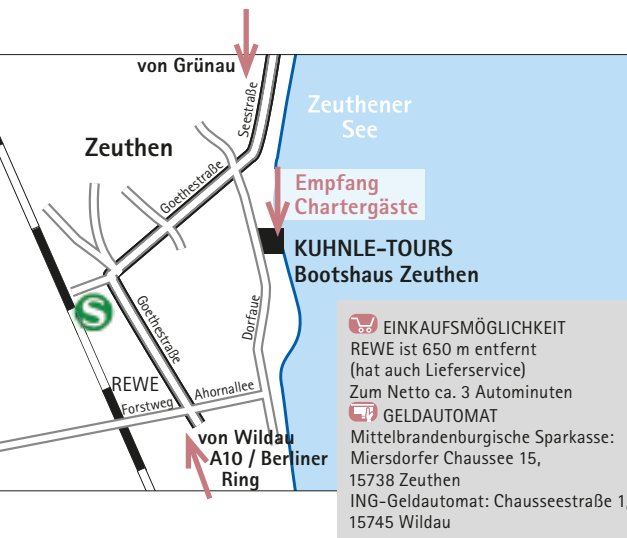 von Grünau
Seestraße
Zeuthener
See
Zeuthen
Goethestraße
Empfang
Chartergäste
KUHNLE-TOURS
Bootshaus Zeuthen
S
Goethestraße
Dorfaue
REWE
Ahornallee
Forstweg
von Wildau
A10 / Berliner
Ring
EINKAUFSMÖGLICHKEIT
REWE ist 650 m entfernt
(hat auch Lieferservice)
Zum Netto ca. 3 Autominuten
GELDAUTOMAT
Mittelbrandenburgische Sparkasse:
Miersdorfer Chaussee 15,
15738 Zeuthen
ING-Geldautomat: Chausseestraße 1,
15745 Wildau